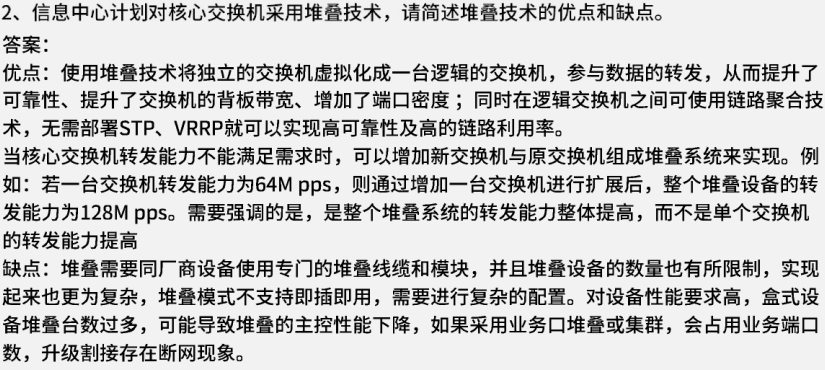 2、信息中心计划对核心交换机采用堆叠技术，请简述堆叠技术的优点和缺点。
答案：
优点：使用堆叠技术将独立的交换机虚拟化成一台逻辑的交换机，参与数据的转发，从而提升了
可靠性、提升了交换机的背板带宽、增加了端口密度；同时在逻辑交换机之间可使用链路聚合技
术，无需部署STP、VRRP就可以实现高可靠性及高的链路利用率。
当核心交换机转发能力不能满足需求时，可以增加新交换机与原交换机组成堆叠系统来实现。例
如：若一台交换机转发能力为64M pps，则通过增加一台交换机进行扩展后，整个堆叠设备的转
发能力为128M pps。需要强调的是，是整个堆叠系统的转发能力整体提高，而不是单个交换机
的转发能力提高
缺点：堆叠需要同厂商设备使用专门的堆叠线缆和模块，并且堆叠设备的数量也有所限制，实现
起来也更为复杂，堆叠模式不支持即插即用，需要进行复杂的配置。对设备性能要求高，盒式设
备堆叠台数过多，可能导致堆叠的主控性能下降，如果采用业务口堆叠或集群，会占用业务端口
数，升级割接存在断网现象。